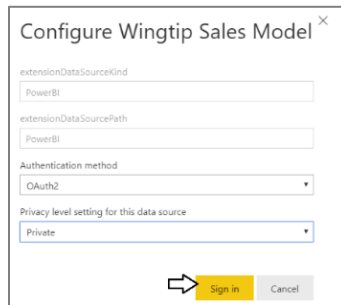 Configure Wingtip Sales Model
extensionDataSourceKind
PowerBI
extensionDataSourcePath
PowerBI
Authentication method
OAuth2
Privacy level setting for this data source
Private
Sign in Cancel